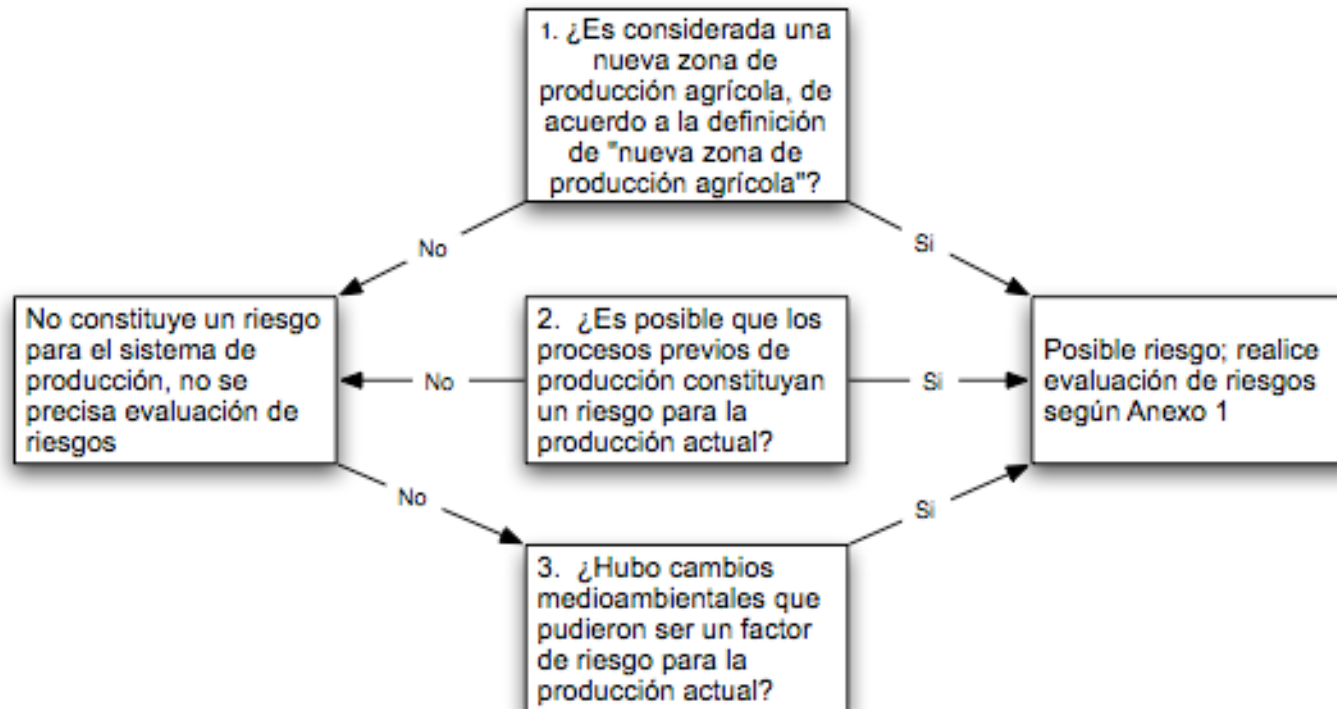 1. ¿Es considerada una
nueva zona de
producción agrícola, de
acuerdo a la definición
de "nueva zona de
producción agrícola"?
No
Si
No constituye un riesgo
para el sistema de
producción, no se
precisa evaluación de
riesgos
No
2. ¿Es posible que los
procesos previos de
producción constituyan
un riesgo para la
producción actual?
Si
Posible riesgo; realice
evaluación de riesgos
según Anexo 1
No
Si
3. ¿Hubo cambios
medioambientales que
pudieron ser un factor
de riesgo para la
producción actual?